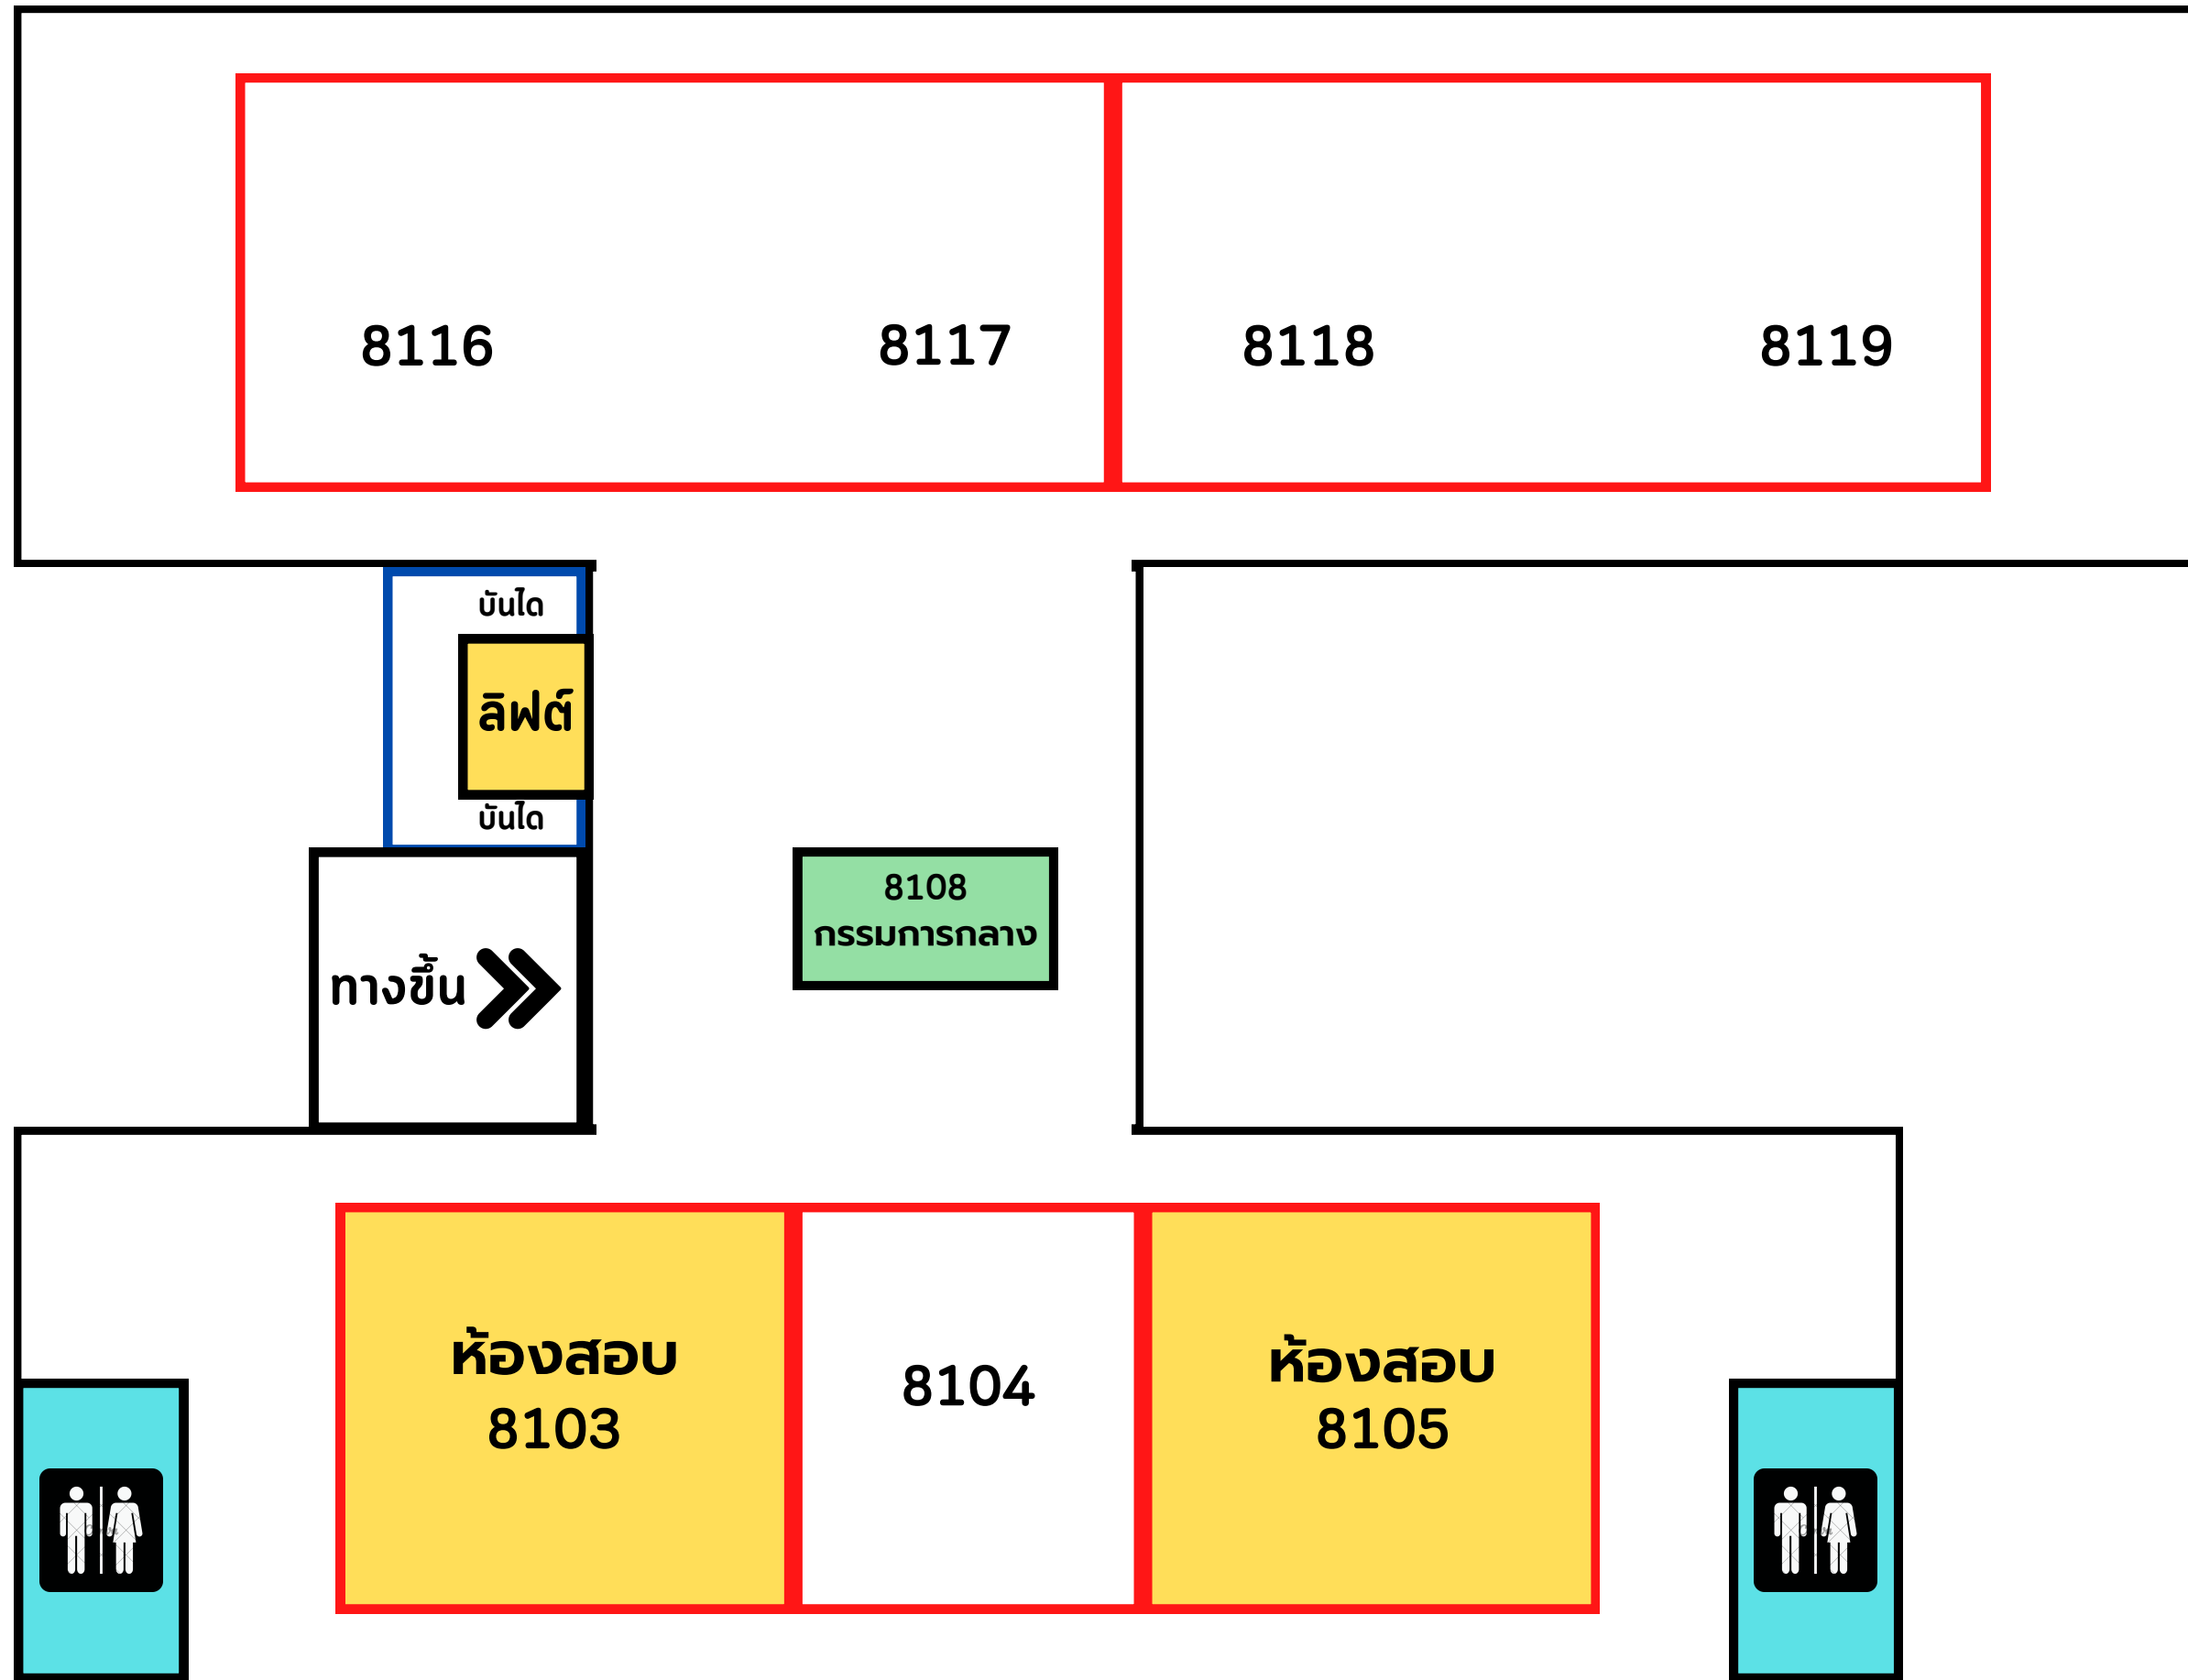 8116 8117 8118 8119
บันได
ลิฟต์
บันได
8108
กรรมการกลาง
ทางขึ้น
ห้องสอบ
8103
8104
ห้องสอบ
8105